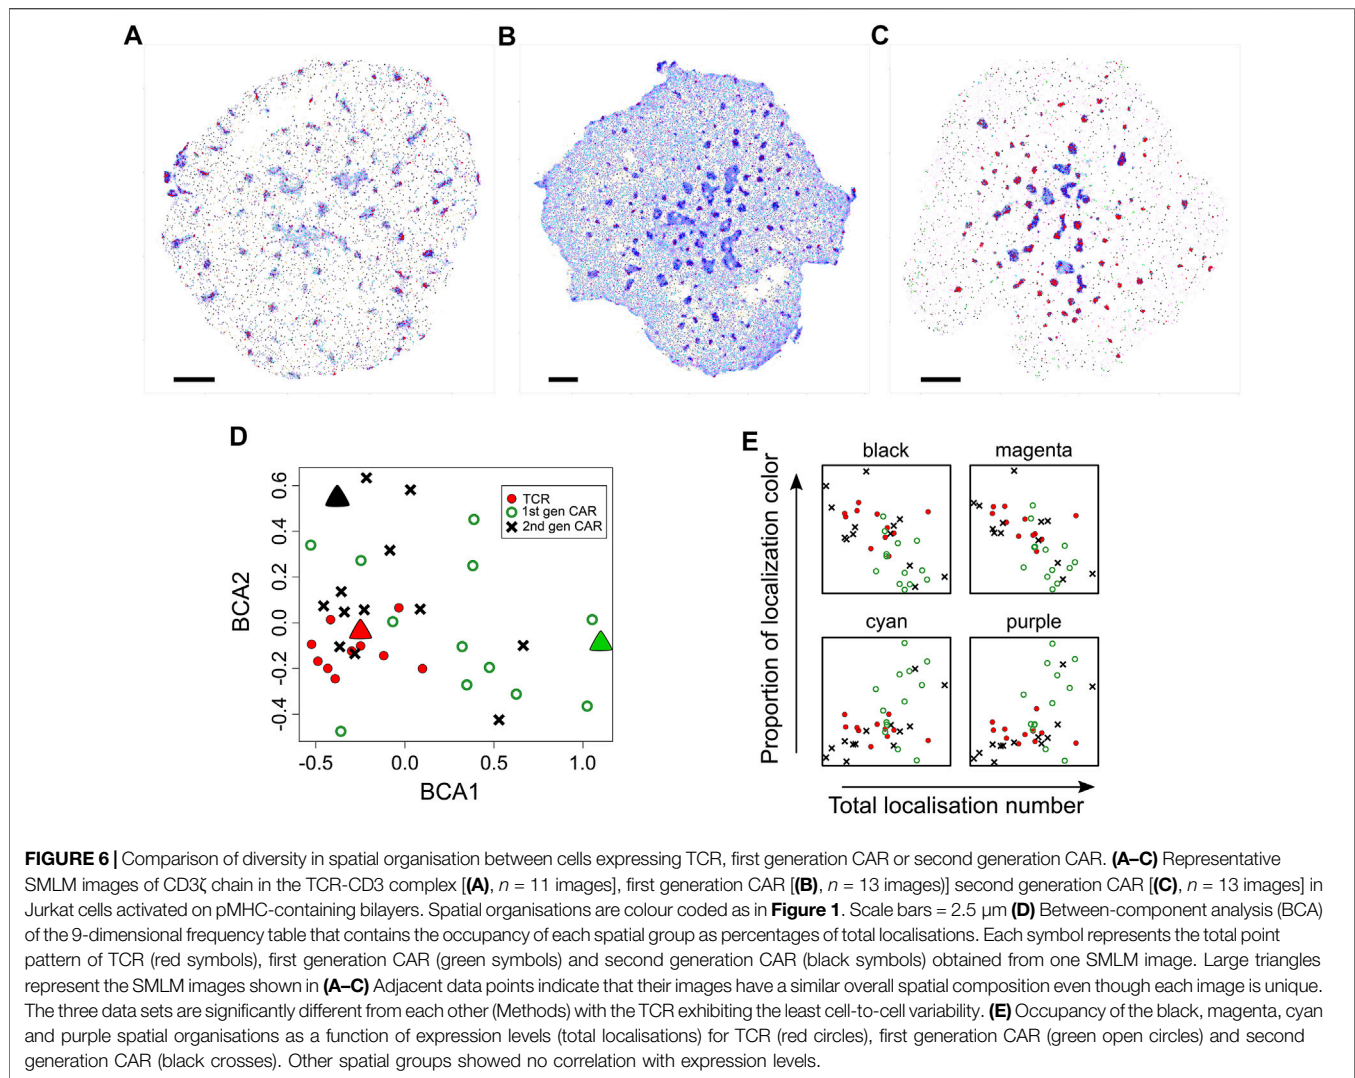 A
B
C
D
BCA2
0.6
0.4
0.2
0.0
-0.2
-0.4
-0.5
0.0
0.5
1.0
BCA1
TCR
1st gen CAR
2nd gen CAR
E
Proportion of localization color
black
magenta
cyan
purple
Total localisation number
FIGURE 6 | Comparison of diversity in spatial organisation between cells expressing TCR, first generation CAR or second generation CAR. (A–C) Representative
SMLM images of CD3ζ chain in the TCR-CD3 complex [(A), n = 11 images], first generation CAR [(B), n = 13 images)] second generation CAR [(C), n = 13 images] in
Jurkat cells activated on pMHC-containing bilayers. Spatial organisations are colour coded as in Figure 1. Scale bars = 2.5 μm (D) Between-component analysis (BCA)
of the 9-dimensional frequency table that contains the occupancy of each spatial group as percentages of total localisations. Each symbol represents the total point
pattern of TCR (red symbols), first generation CAR (green symbols) and second generation CAR (black symbols) obtained from one SMLM image. Large triangles
represent the SMLM images shown in (A–C) Adjacent data points indicate that their images have a similar overall spatial composition even though each image is unique.
The three data sets are significantly different from each other (Methods) with the TCR exhibiting the least cell-to-cell variability. (E) Occupancy of the black, magenta, cyan
and purple spatial organisations as a function of expression levels (total localisations) for TCR (red circles), first generation CAR (green open circles) and second
generation CAR (black crosses). Other spatial groups showed no correlation with expression levels.